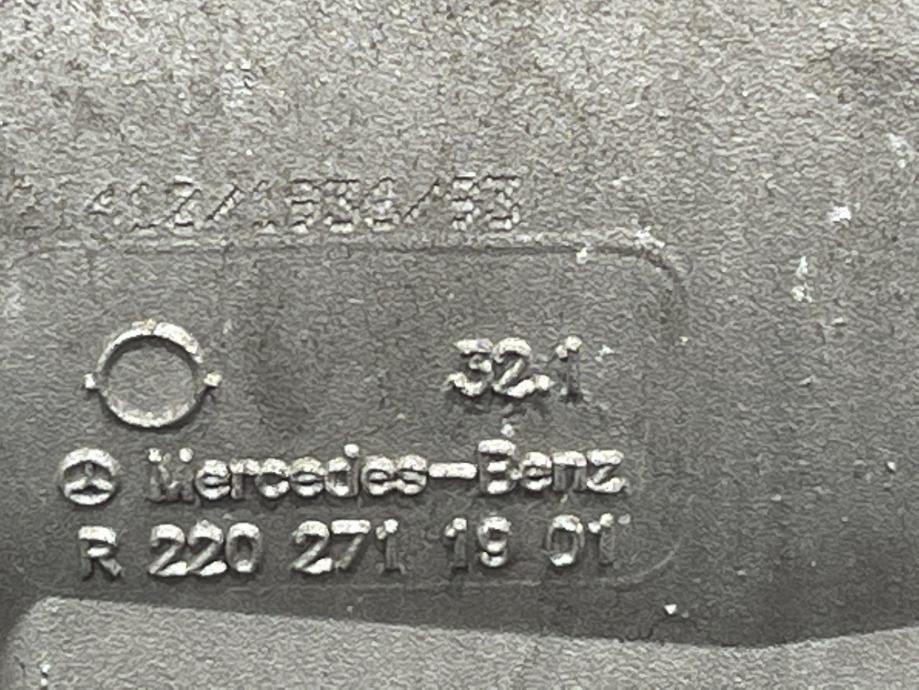 32.1
Mercedes-Benz
R 220 271 19 01